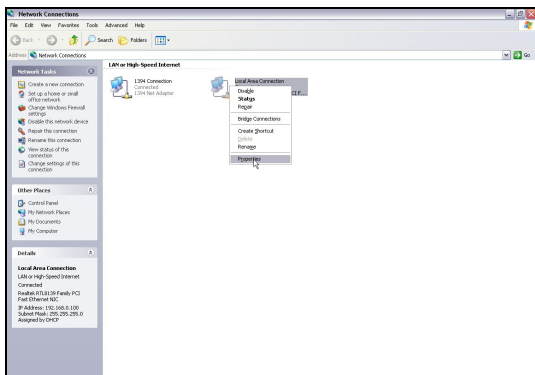 Network Connections
File Edit View Favorites Tools Advanced Help
Back Search Folders
Address Network Connections Go
Network Tasks
Create a new connection
Set up a home or small
office network
Change Windows Firewall
settings
Disable this network device
Repair this connection
Rename this connection
View status of this
connection
Change settings of this
connection
Other Places
Control Panel
My Network Places
My Documents
My Computer
Details
Local Area Connection
LAN or High-Speed Internet
Connected
Realtek RTL8139 Family PCI
Fast Ethernet NIC
IP Address: 192.168.0.100
Subnet Mask: 255.255.255.0
Assigned by DHCP
LAN or High-Speed Internet
1394 Connection
Connected
1394 Net Adapter
Local Area Connection
CI F...
Disable
Status
Repair
Bridge Connections
Create Shortcut
Delete
Rename
Properties